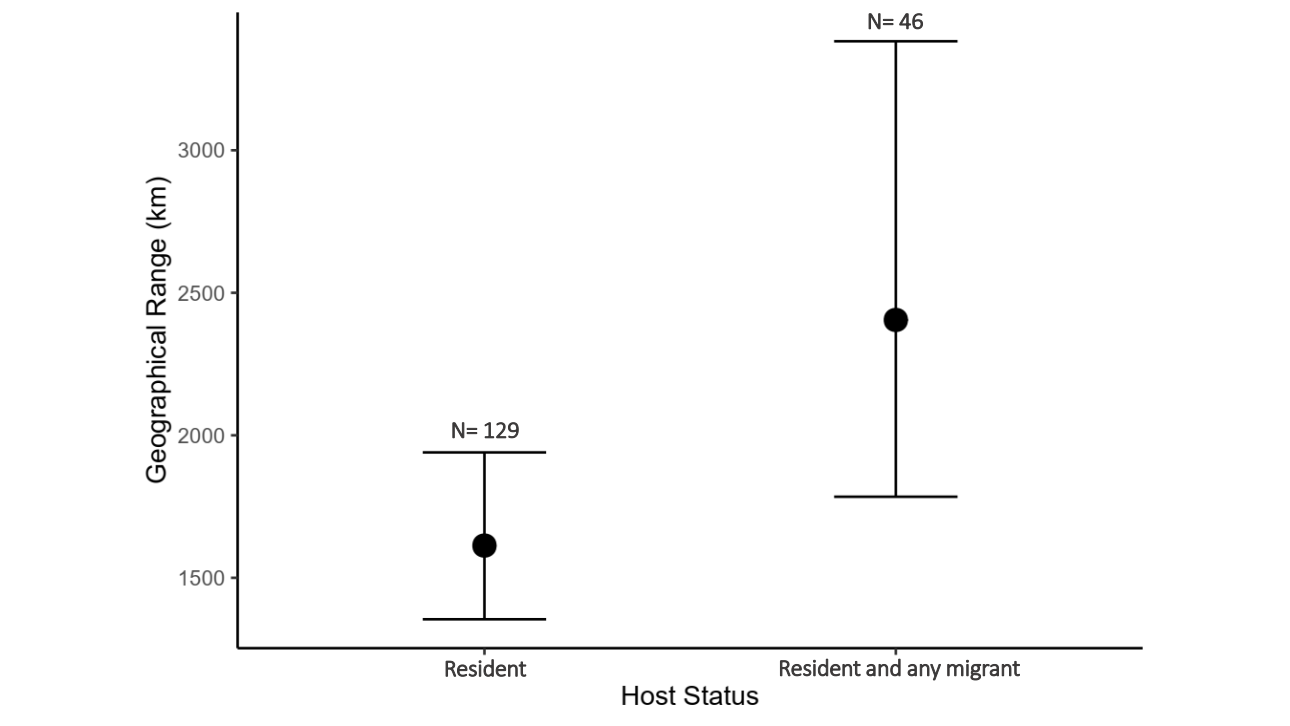 N= 46
3000
2500
2000
1500
Geographical Range (km)
N= 129
Resident
Resident and any migrant
Host Status